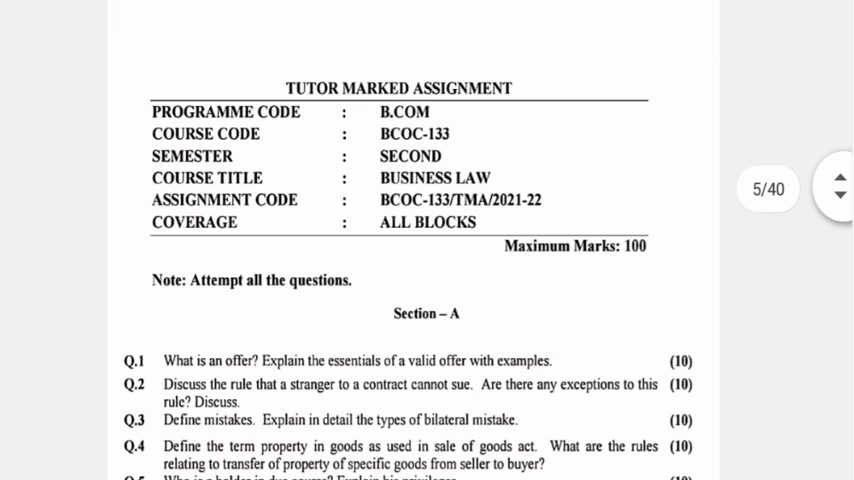 TUTOR MARKED ASSIGNMENT
PROGRAMME CODE : B.COM
COURSE CODE : BCOC-133
SEMESTER : SECOND
COURSE TITLE : BUSINESS LAW
ASSIGNMENT CODE : BCOC-133/TMA/2021-22
COVERAGE : ALL BLOCKS
Maximum Marks: 100
5/40
Note: Attempt all the questions.
Section – A
Q.1 What is an offer? Explain the essentials of a valid offer with examples. (10)
Q.2 Discuss the rule that a stranger to a contract cannot sue. Are there any exceptions to this (10)
rule? Discuss.
Q.3 Define mistakes. Explain in detail the types of bilateral mistake. (10)
Q.4 Define the term property in goods as used in sale of goods act. What are the rules (10)
relating to transfer of property of specific goods from seller to buyer?